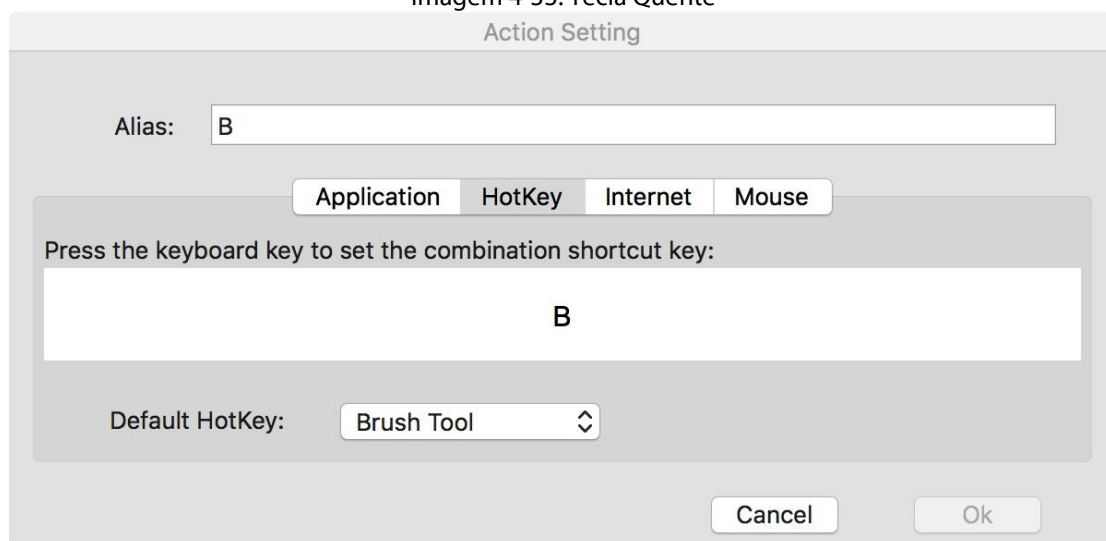 Imagem 4-53. Tecla Quente
Action Setting
Alias: B
Application HotKey Internet Mouse
Press the keyboard key to set the combination shortcut key:
B
Default HotKey: Brush Tool
Cancel Ok